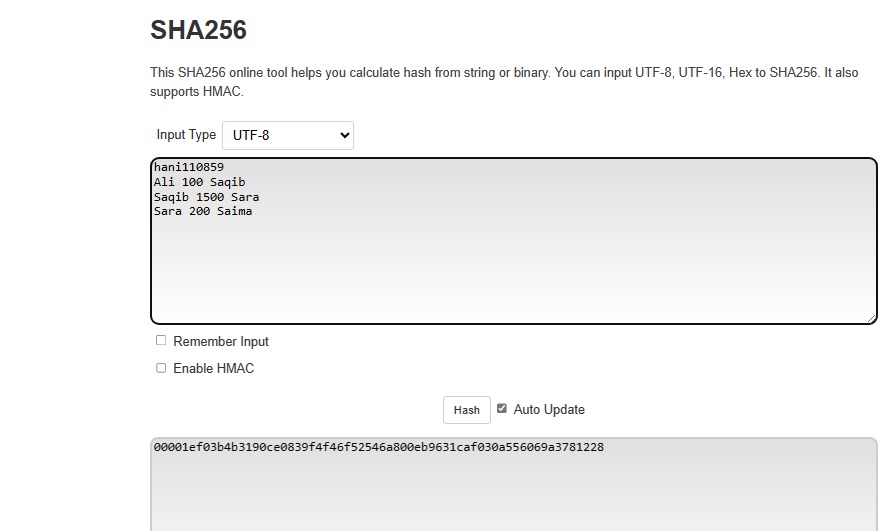 SHA256
This SHA256 online tool helps you calculate hash from string or binary. You can input UTF-8, UTF-16, Hex to SHA256. It also
supports HMAC.
Input Type UTF-8
hani110859
Ali 100 Saqib
Saqib 1500 Sara
Sara 200 Saima
Remember Input
Enable HMAC
Hash Auto Update
00001ef03b4b3190ce0839f4f46f52546a800eb9631caf030a556069a3781228